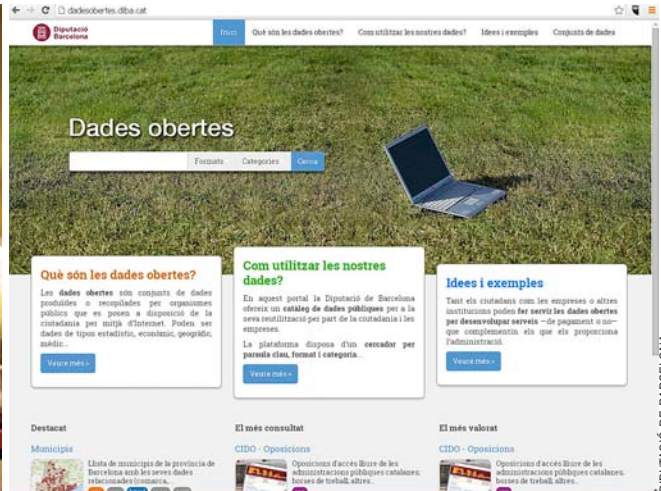 dadesobertes.diba.cat
Diputació
Barcelona
Inici Què són les dades obertes? Com utilitzar les nostres dades? Idees i exemples Conjunts de dades
Dades obertes
Formats Categories Cerca
Què són les dades obertes?
Les dades obertes són conjunts de dades
produïdes o recopilades per organismes
públics que es posen a disposició de la
ciutadania per mitjà d'Internet. Poden ser
dades de tipus estadístic, econòmic, geogràfic,
mèdic...
Veure més »
Com utilitzar les nostres
dades?
En aquest portal la Diputació de Barcelona
ofereix un catàleg de dades públiques per a la
seva reutilització per part de la ciutadania i les
empreses.
La plataforma disposa d'un cercador per
paraula clau, format i categoria...
Veure més »
Idees i exemples
Tant els ciutadans com les empreses o altres
institucions poden fer servir les dades obertes
per desenvolupar serveis —de pagament o no—
que complementin els que els proporciona
l'administració.
Veure més »
Destacat
Municipis
Llista de municipis de la província de
Barcelona amb les seves dades
relacionades (comarca,...
El més consultat
CIDO - Oposicions
Oposicions d'accés lliure de les
administracions públiques catalanes,
borses de treball, altres...
El més valorat
CIDO - Oposicions
Oposicions d'accés lliure de les
administracions públiques catalanes,
borses de treball, altres...
DE BARCELONA